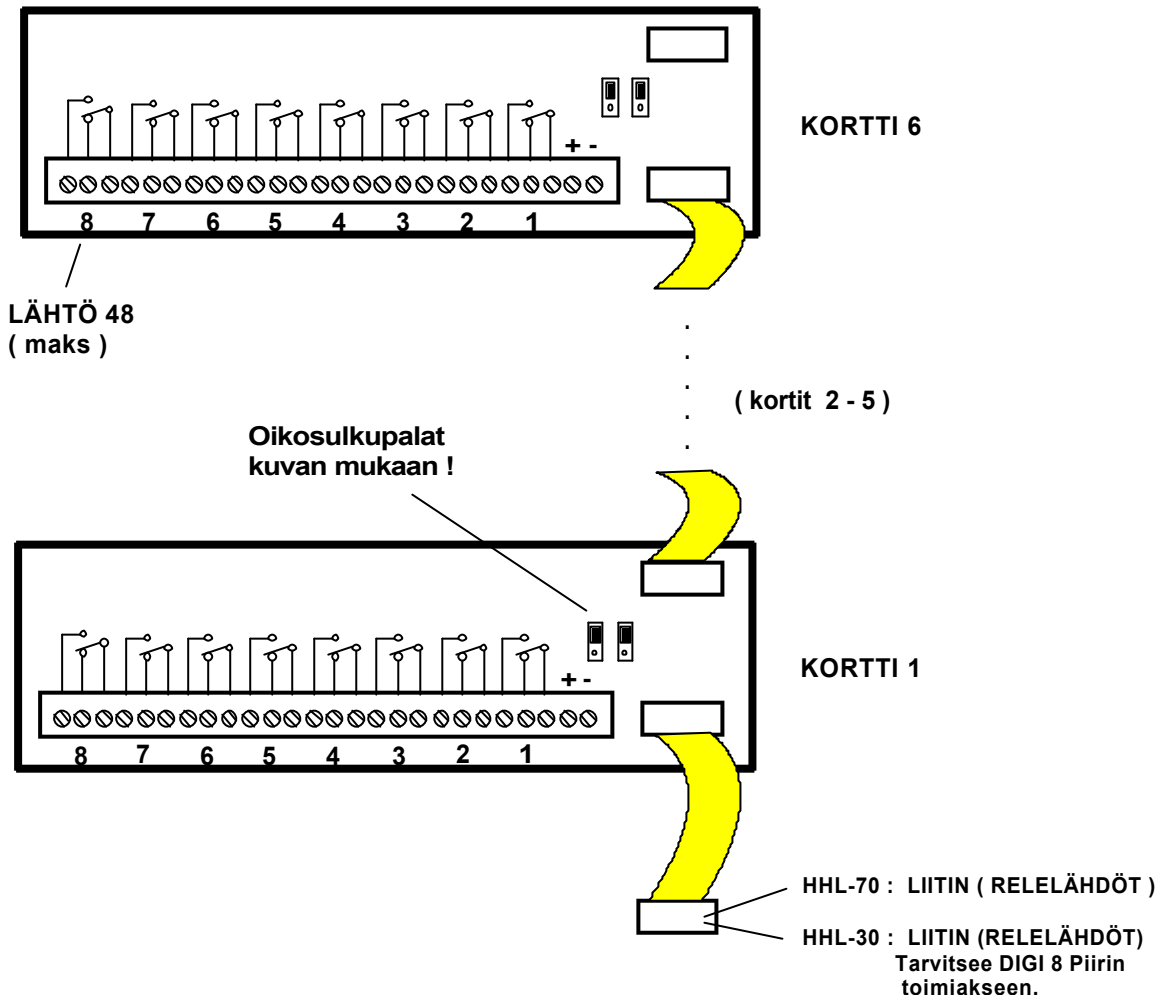 KORTTI 6
+ -
8 7 6 5 4 3 2 1
LÄHTÖ 48
( maks )
( kortit 2 - 5 )
Oikosulkupalat
kuvan mukaan !
KORTTI 1
+ -
8 7 6 5 4 3 2 1
HHL-70 : LIITIN ( RELELÄHDÖT )
HHL-30 : LIITIN (RELELÄHDÖT)
Tarvitsee DIGI 8 Piirin
toimiakseen.